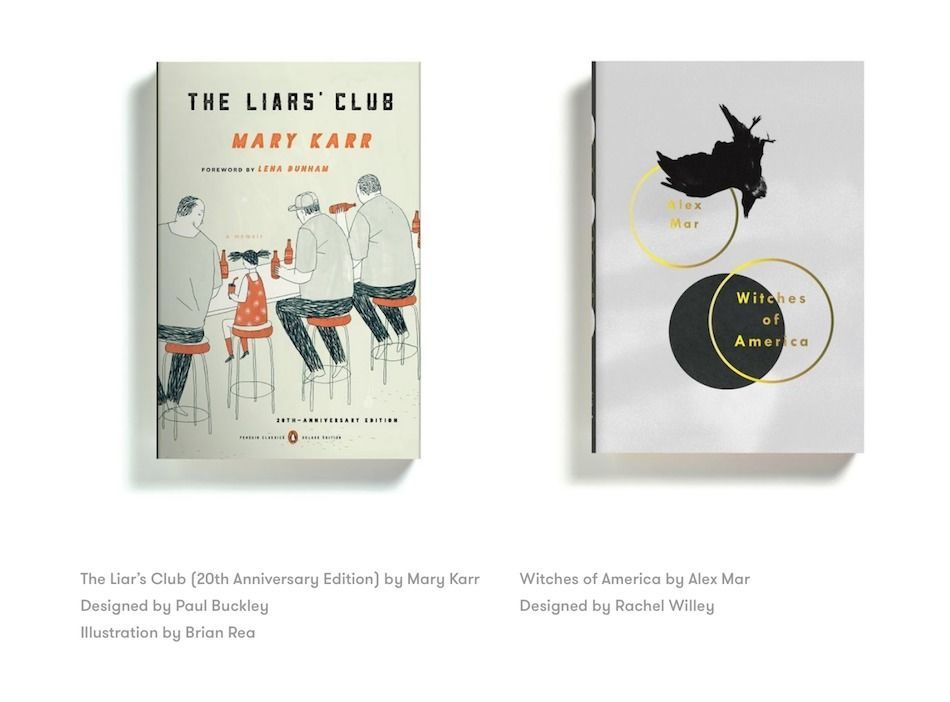 THE LIARS' CLUB
MARY KARR
FOREWORD BY LENA DUNHAM
a memoir
20TH-ANNIVERSARY EDITION
PENGUIN CLASSICS DELUXE EDITION
Alex
Mar
Witches
of
America
The Liar's Club (20th Anniversary Edition) by Mary Karr
Designed by Paul Buckley
Illustration by Brian Rea
Witches of America by Alex Mar
Designed by Rachel Willey